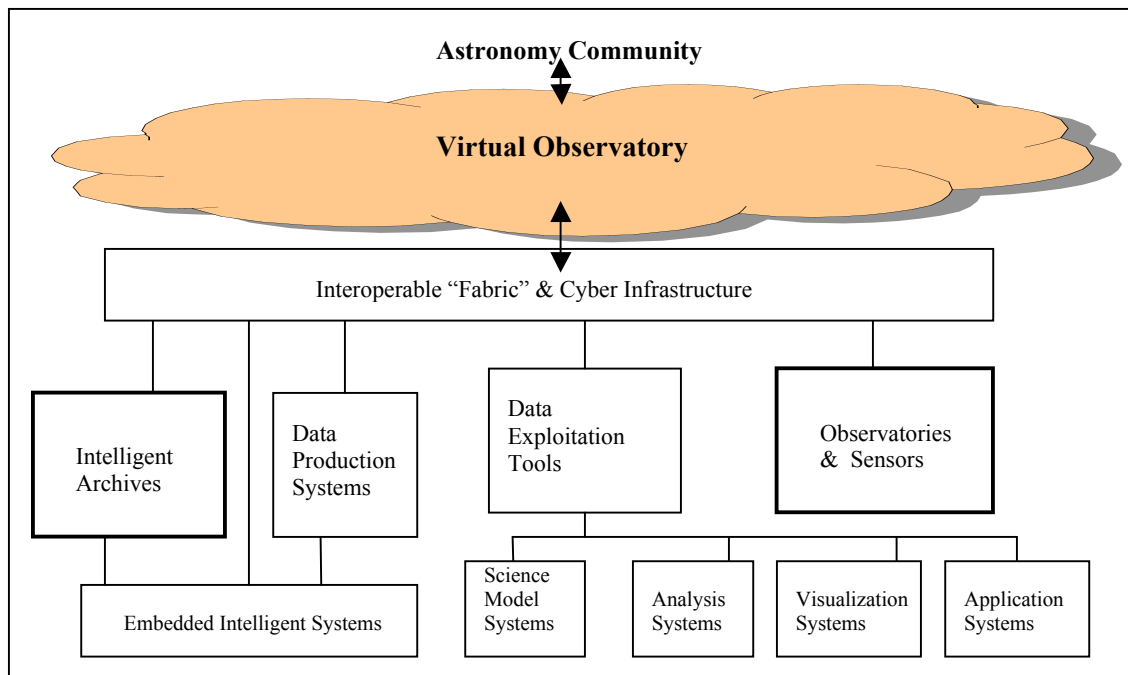 Astronomy Community
Virtual Observatory
Interoperable “Fabric” & Cyber Infrastructure
Intelligent
Archives
Data
Production
Systems
Data
Exploitation
Tools
Observatories
& Sensors
Embedded Intelligent Systems
Science
Model
Systems
Analysis
Systems
Visualization
Systems
Application
Systems